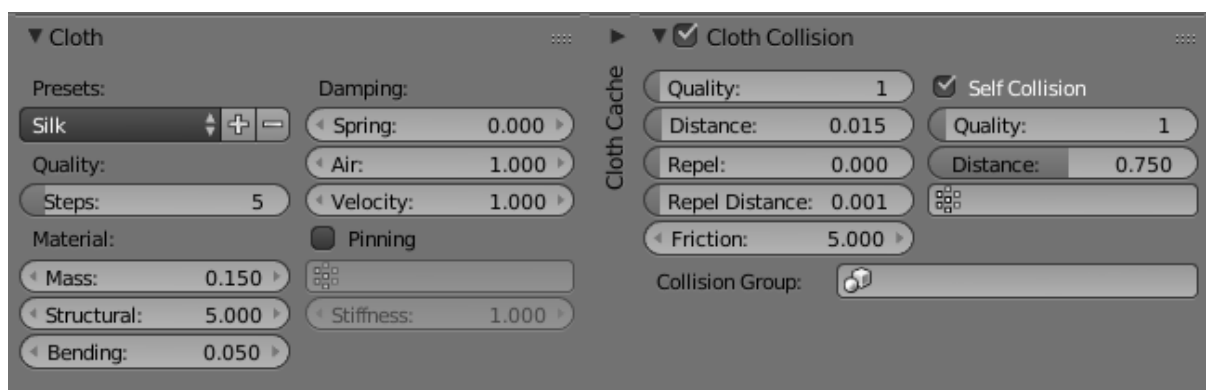 Cloth
Presets:
Silk
Quality:
Steps: 5
Material:
Mass: 0.150
Structural: 5.000
Bending: 0.050
Damping:
Spring: 0.000
Air: 1.000
Velocity: 1.000
Pinning
Stiffness: 1.000
Cloth Cache
Cloth Collision
Quality: 1
Distance: 0.015
Repel: 0.000
Repel Distance: 0.001
Friction: 5.000
Self Collision
Quality: 1
Distance: 0.750
Collision Group: